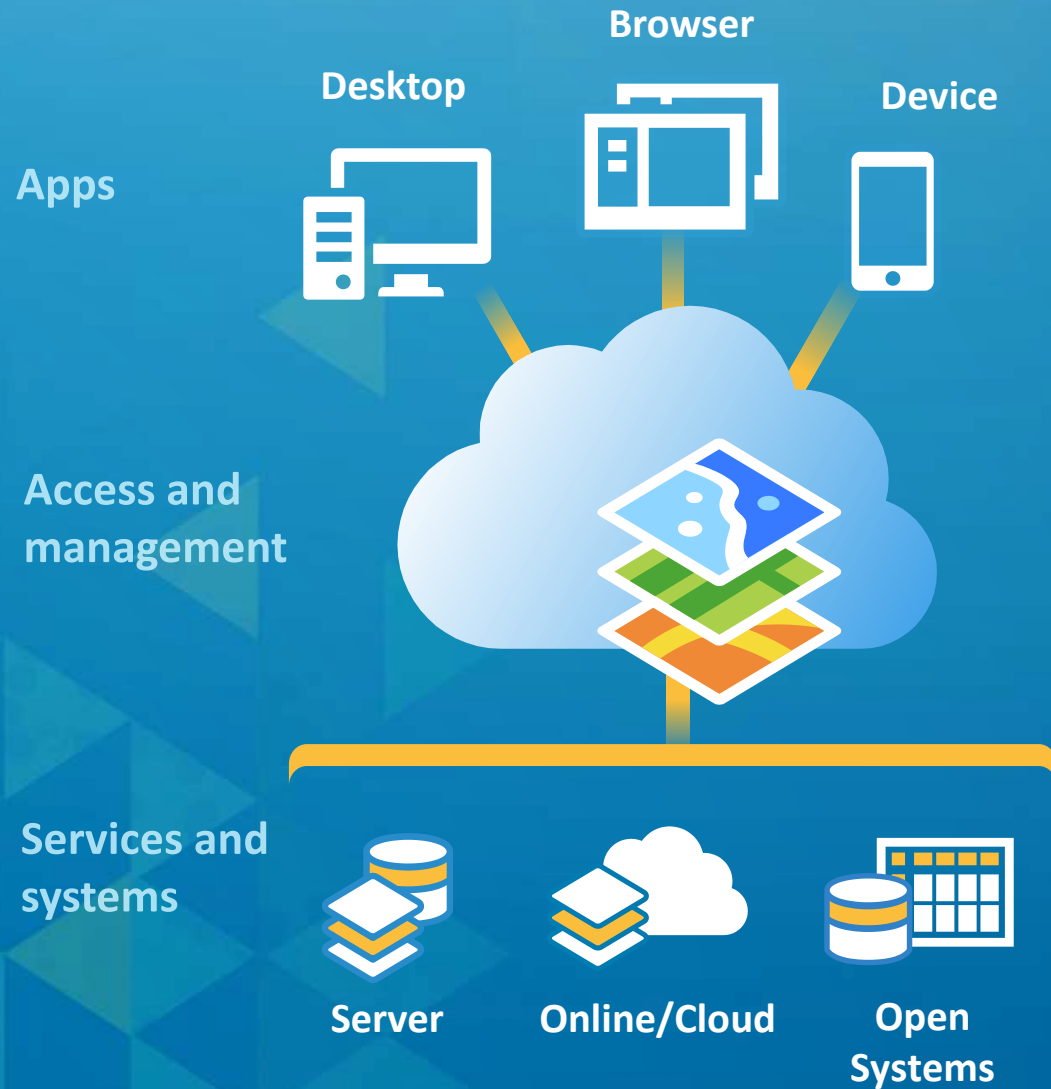 Browser
Desktop
Device
Apps
Access and
management
Services and
systems
Server
Online/Cloud
Open
Systems